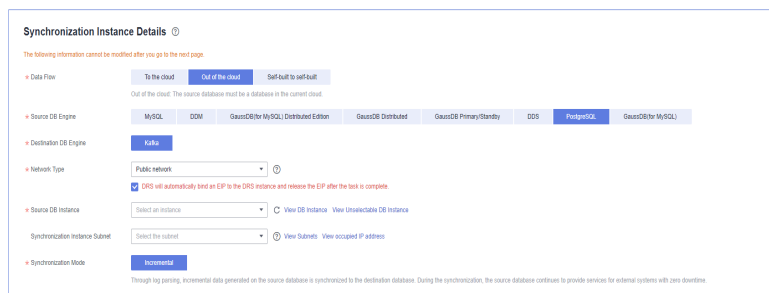 Synchronization Instance Details ?
The following information cannot be modified after you go to the next page.
* Data Flow To the cloud Out of the cloud Self-built to self-built
Out of the cloud: The source database must be a database in the current cloud.
* Source DB Engine MySQL DDM GaussDB(for MySQL) Distributed Edition GaussDB Distributed GaussDB Primary/Standby DDS PostgreSQL GaussDB(for MySQL)
* Destination DB Engine Kafka
* Network Type Public network ?
DRS will automatically bind an EIP to the DRS instance and release the EIP after the task is complete.
* Source DB Instance Select an instance View DB Instance View Unselectable DB Instance
Synchronization Instance Subnet Select the subnet ? View Subnets View occupied IP address
* Synchronization Mode Incremental
Through log parsing, incremental data generated on the source database is synchronized to the destination database. During the synchronization, the source database continues to provide services for external systems with zero downtime.